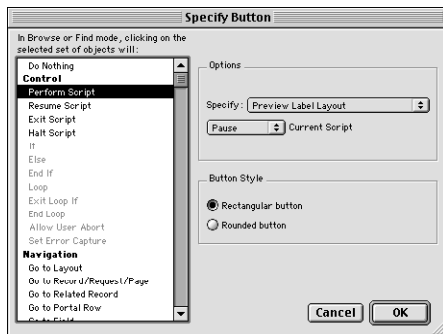 Specify Button
In Browse or Find mode, clicking on the
selected set of objects will:
Do Nothing
Control
Perform Script
Resume Script
Exit Script
Halt Script
If
Else
End If
Loop
Exit Loop If
End Loop
Allow User Abort
Set Error Capture
Navigation
Go to Layout
Go to Record/Request/Page
Go to Related Record
Go to Portal Row
Go to Field
Options
Specify: Preview Label Layout
Pause Current Script
Button Style
Rectangular button
Rounded button
Cancel OK